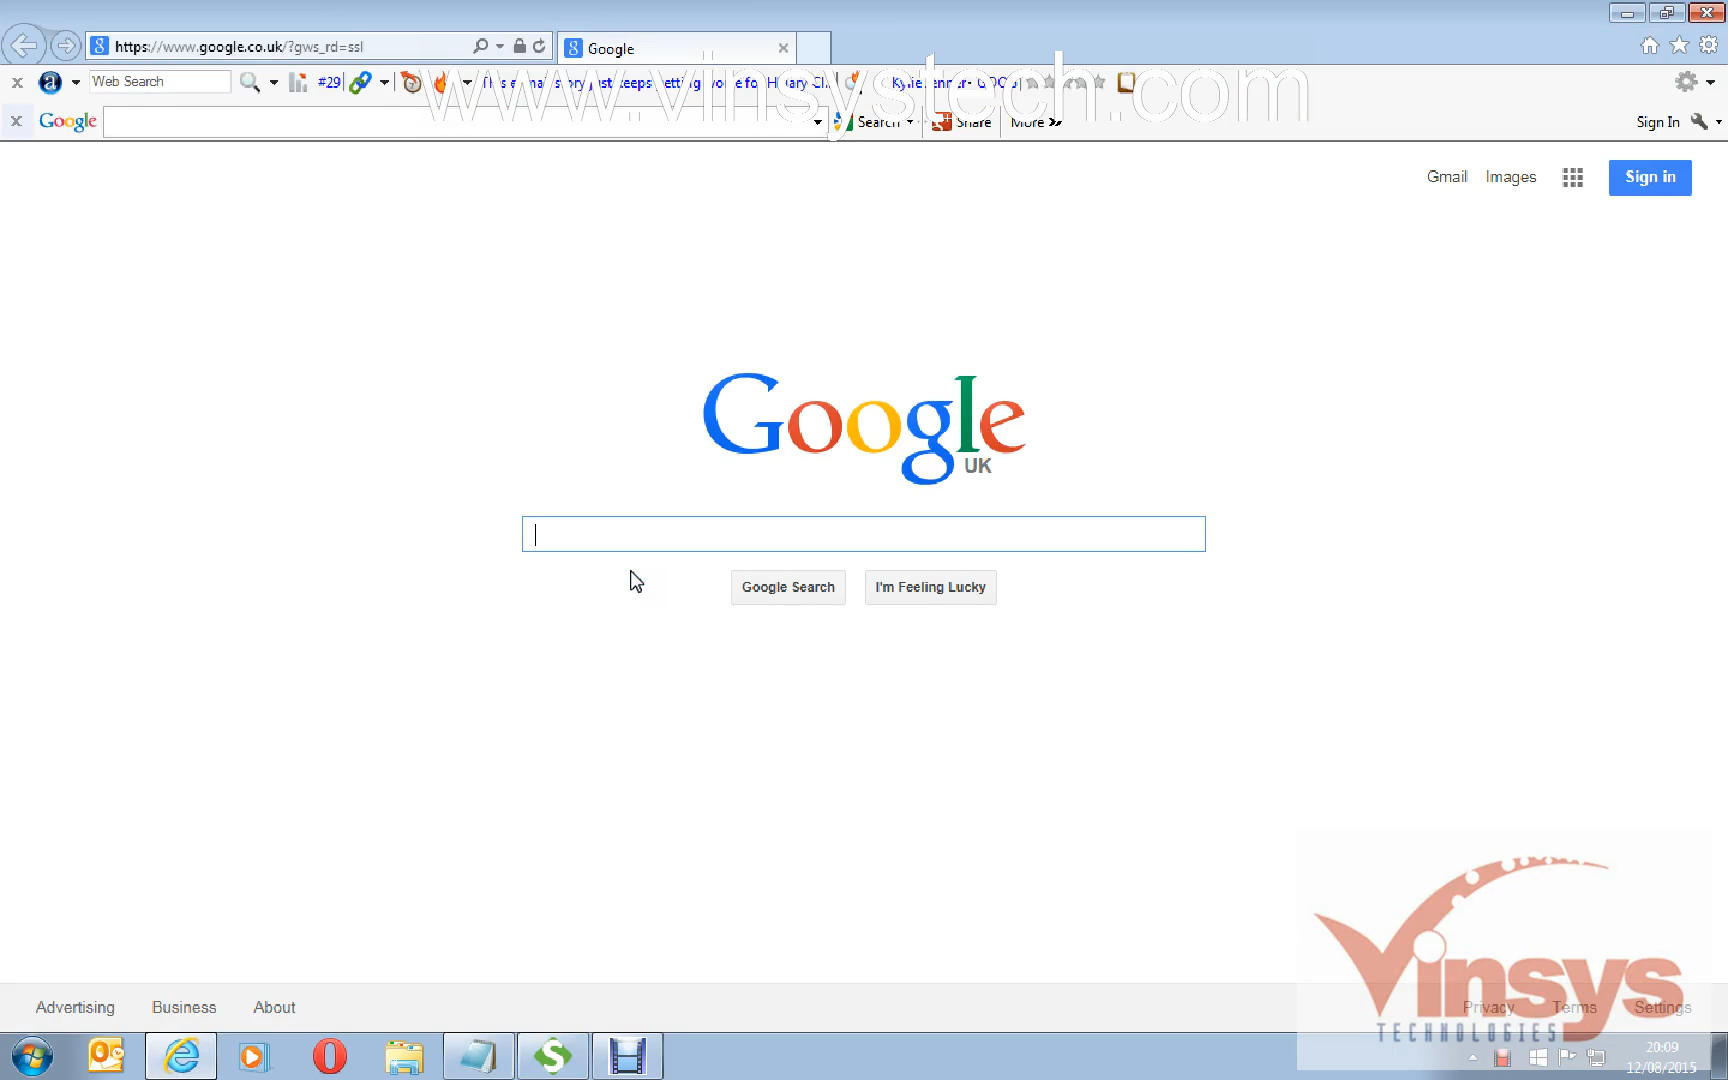 https://www.google.co.uk/?gws_rd=ssl
Google
www.vinsystech.com
Web Search
#29
Google
Search
Share
More
Sign In
Gmail
Images
Sign in
Google
UK
Google Search
I'm Feeling Lucky
Advertising
Business
About
Privacy
Terms
Settings
Vinsys
TECHNOLOGIES
20:09
12/08/2015